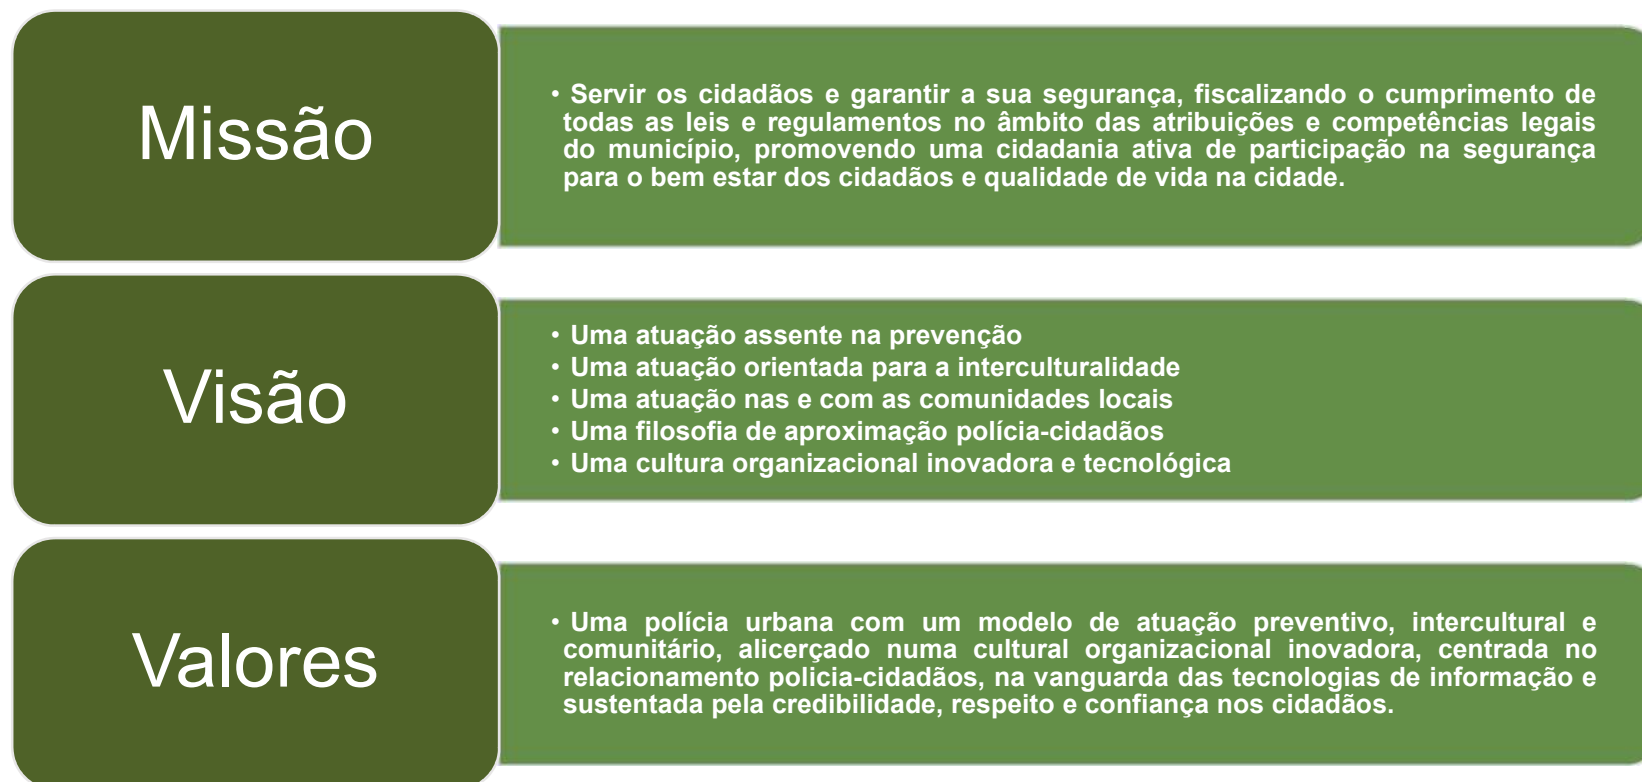 Missão
• Servir os cidadãos e garantir a sua segurança, fiscalizando o cumprimento de
todas as leis e regulamentos no âmbito das atribuições e competências legais
do município, promovendo uma cidadania ativa de participação na segurança
para o bem estar dos cidadãos e qualidade de vida na cidade.
Visão
• Uma atuação assente na prevenção
• Uma atuação orientada para a interculturalidade
• Uma atuação nas e com as comunidades locais
• Uma filosofia de aproximação polícia-cidadãos
• Uma cultura organizacional inovadora e tecnológica
Valores
• Uma polícia urbana com um modelo de atuação preventivo, intercultural e
comunitário, alicerçado numa cultural organizacional inovadora, centrada no
relacionamento policia-cidadãos, na vanguarda das tecnologias de informação e
sustentada pela credibilidade, respeito e confiança nos cidadãos.